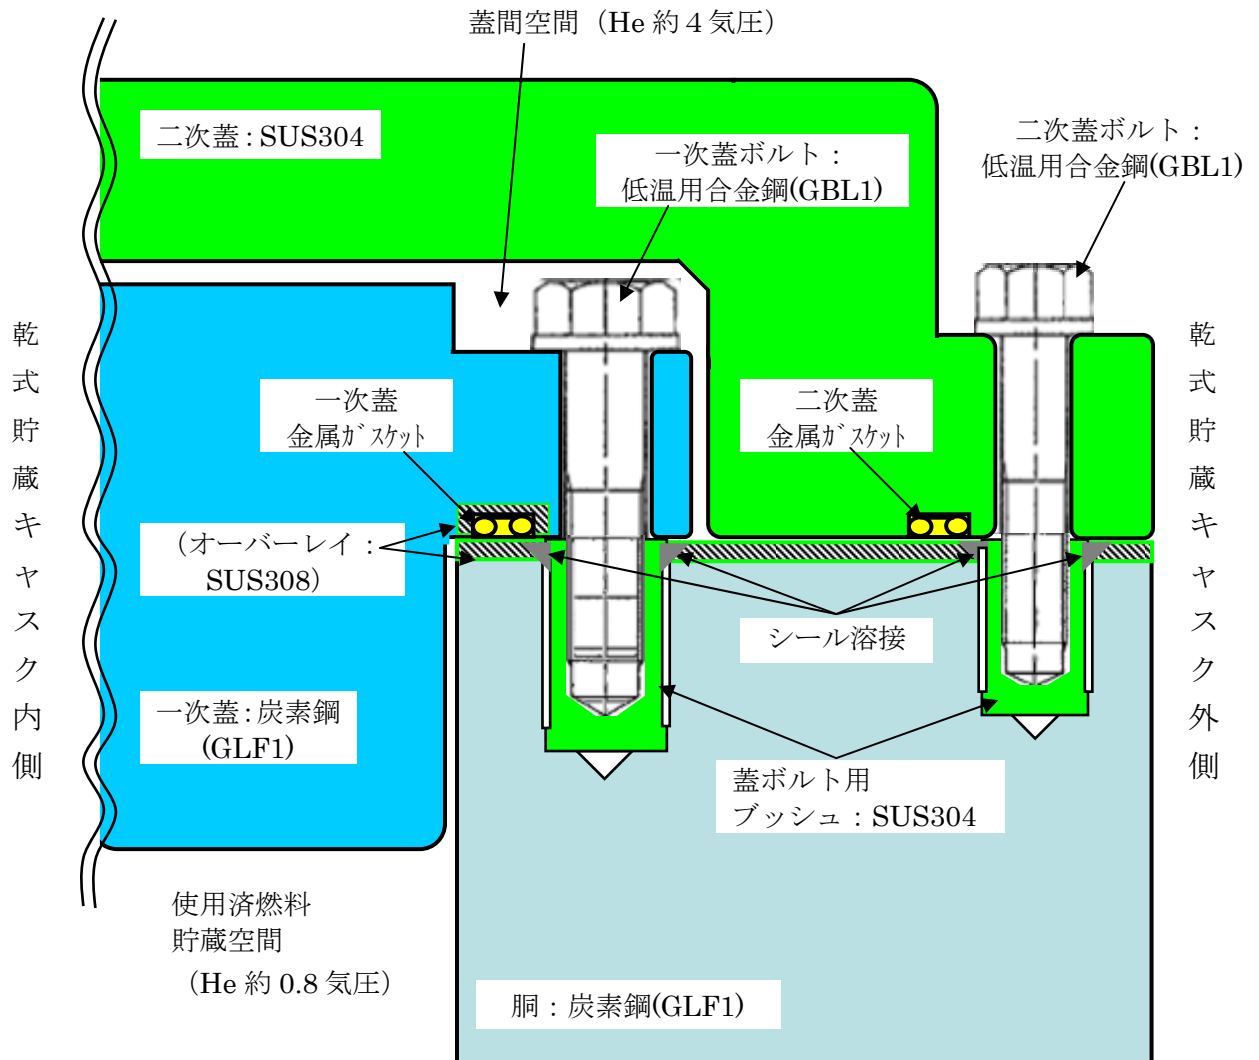 蓋間空間（He 約 4 気圧）
二次蓋：SUS304
一次蓋ボルト：
低温用合金鋼(GBL1)
二次蓋ボルト：
低温用合金鋼(GBL1)
乾式貯蔵キャスク内側
乾式貯蔵キャスク外側
一次蓋
金属ｶﾞｽｹｯﾄ
二次蓋
金属ｶﾞｽｹｯﾄ
（オーバーレイ：
SUS308）
シール溶接
一次蓋：炭素鋼
(GLF1)
蓋ボルト用
ブッシュ：SUS304
使用済燃料
貯蔵空間
（He 約 0.8 気圧）
胴：炭素鋼(GLF1)